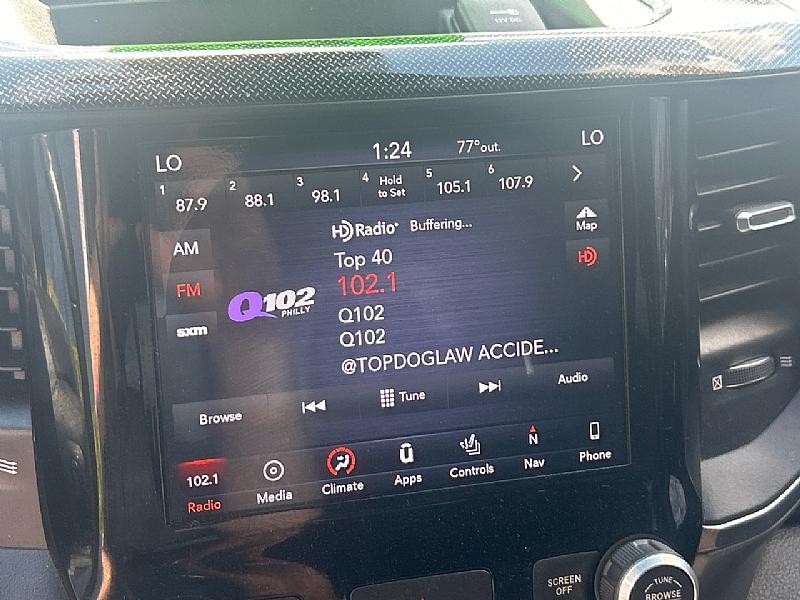 12V DC
LO 1:24 77°out. LO
1 87.9 2 88.1 3 98.1 4 Hold to Set 5 105.1 6 107.9
HD Radio Buffering...
Map
AM
Top 40
HD
FM
102.1
Q102
PHILLY
Q102
sxm
Q102
@TOPDOGLAW ACCIDE...
Browse Tune Audio
102.1
N
Radio Media Climate Apps Controls Nav Phone
SCREEN
OFF
TUNE
BROWSE